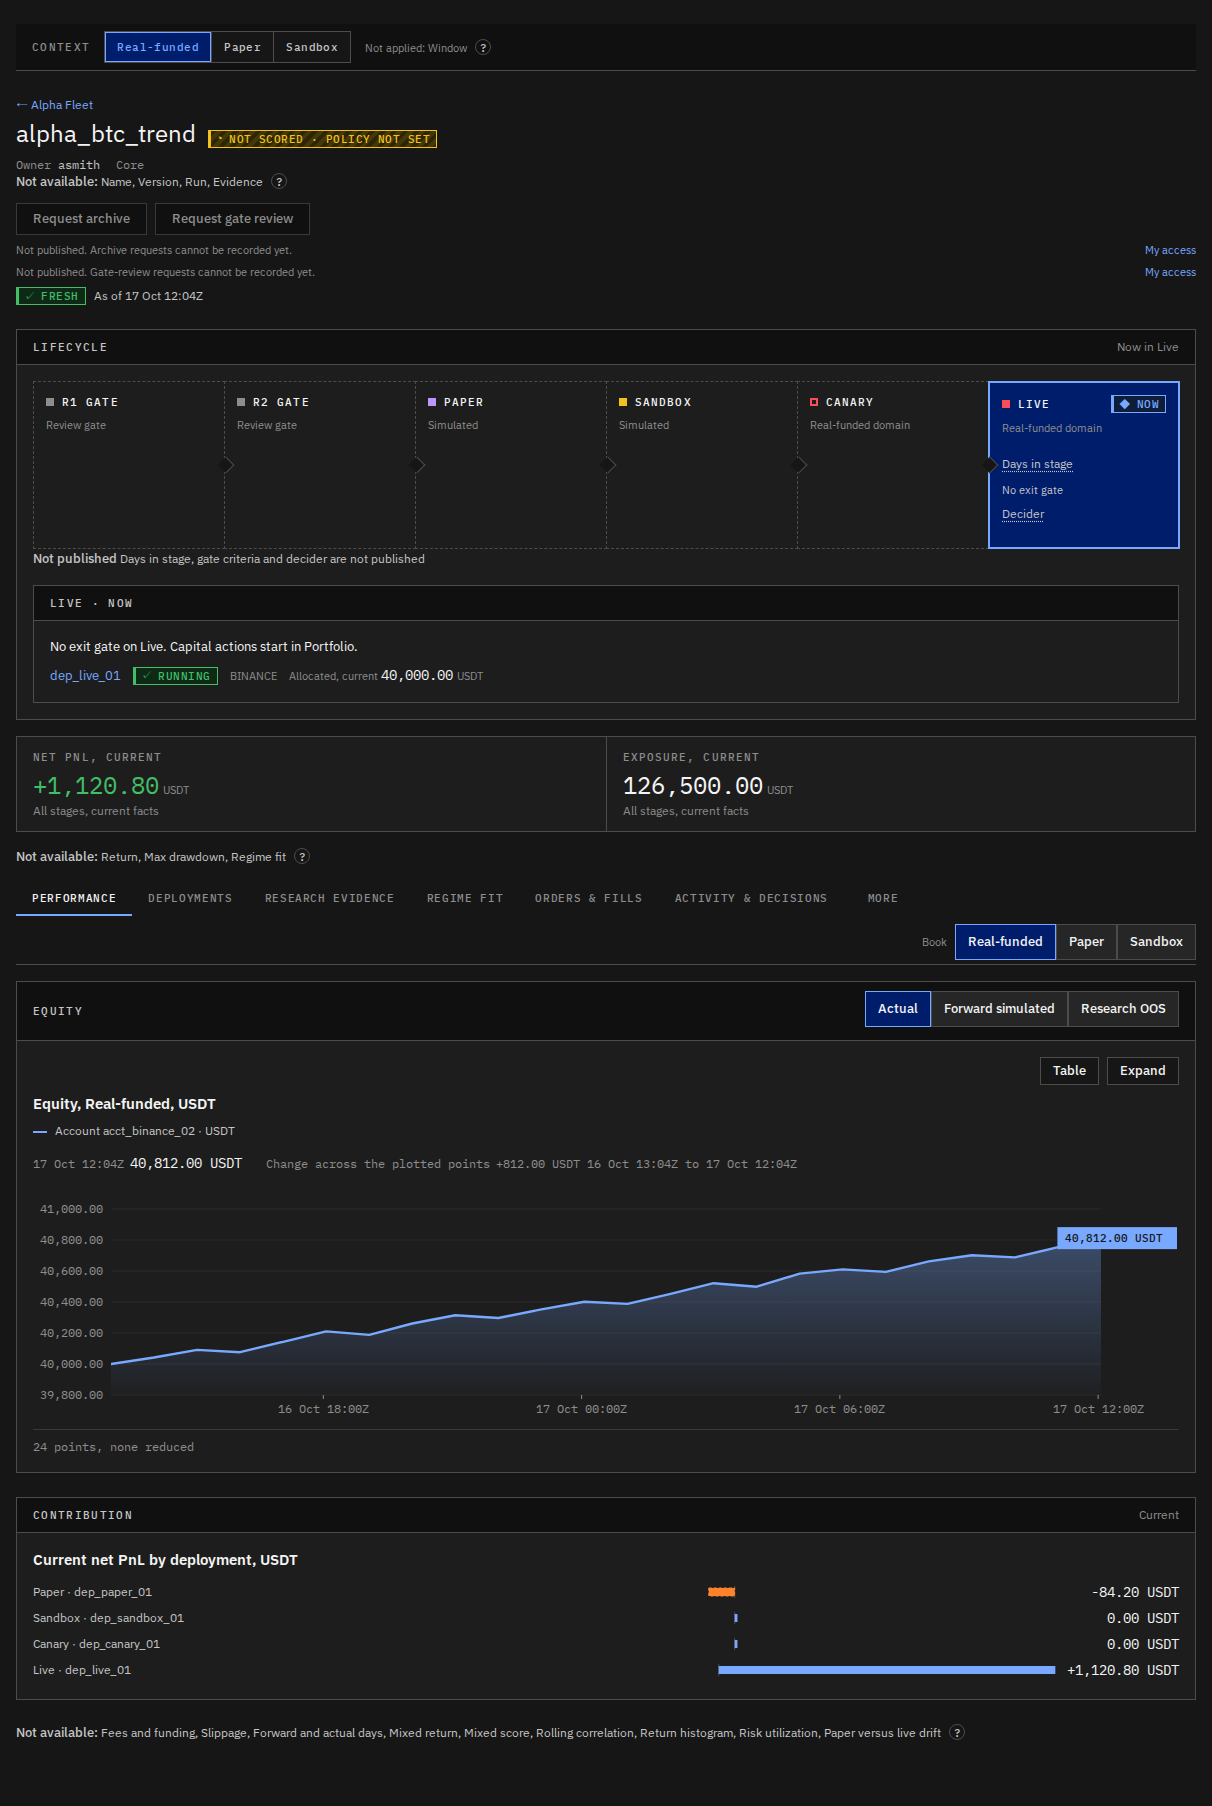 CONTEXT Real-funded Paper Sandbox Not applied: Window ?
← Alpha Fleet
alpha_btc_trend NOT SCORED · POLICY NOT SET
Owner asmith Core
Not available: Name, Version, Run, Evidence ?
Request archive Request gate review
Not published. Archive requests cannot be recorded yet. My access
Not published. Gate-review requests cannot be recorded yet. My access
✓ FRESH As of 17 Oct 12:04Z
LIFECYCLE Now in Live
R1 GATE R2 GATE PAPER SANDBOX CANARY LIVE ◆ NOW
Review gate Review gate Simulated Simulated Real-funded domain Real-funded domain
Days in stage
No exit gate
Decider
Not published Days in stage, gate criteria and decider are not published
LIVE · NOW
No exit gate on Live. Capital actions start in Portfolio.
dep_live_01 ✓ RUNNING BINANCE Allocated, current 40,000.00 USDT
NET PNL, CURRENT EXPOSURE, CURRENT
+1,120.80 USDT 126,500.00 USDT
All stages, current facts All stages, current facts
Not available: Return, Max drawdown, Regime fit ?
PERFORMANCE DEPLOYMENTS RESEARCH EVIDENCE REGIME FIT ORDERS & FILLS ACTIVITY & DECISIONS MORE
Book Real-funded Paper Sandbox
EQUITY Actual Forward simulated Research OOS
Table Expand
Equity, Real-funded, USDT
Account acct_binance_02 · USDT
17 Oct 12:04Z 40,812.00 USDT Change across the plotted points +812.00 USDT 16 Oct 13:04Z to 17 Oct 12:04Z
41,000.00
40,800.00 40,812.00 USDT
40,600.00
40,400.00
40,200.00
40,000.00
39,800.00
16 Oct 18:00Z 17 Oct 00:00Z 17 Oct 06:00Z 17 Oct 12:00Z
24 points, none reduced
CONTRIBUTION Current
Current net PnL by deployment, USDT
Paper · dep_paper_01 -84.20 USDT
Sandbox · dep_sandbox_01 0.00 USDT
Canary · dep_canary_01 0.00 USDT
Live · dep_live_01 +1,120.80 USDT
Not available: Fees and funding, Slippage, Forward and actual days, Mixed return, Mixed score, Rolling correlation, Return histogram, Risk utilization, Paper versus live drift ?